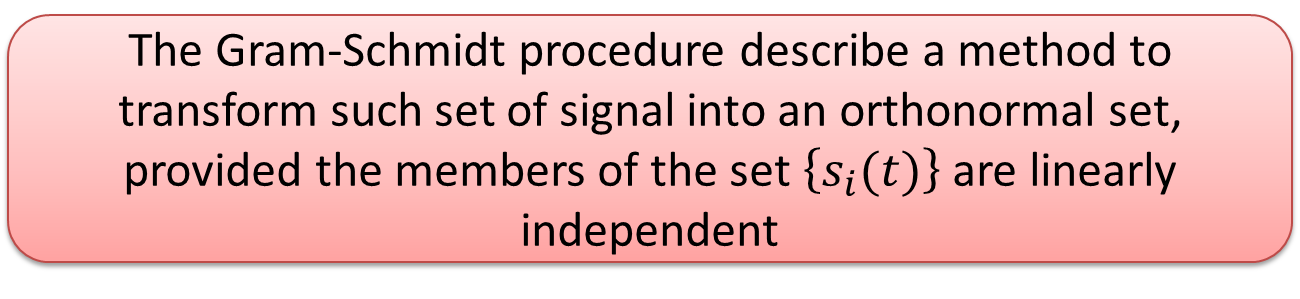 The Gram-Schmidt procedure describe a method to
transform such set of signal into an orthonormal set,
provided the members of the set {𝑠ᵢ(𝑡)} are linearly
independent